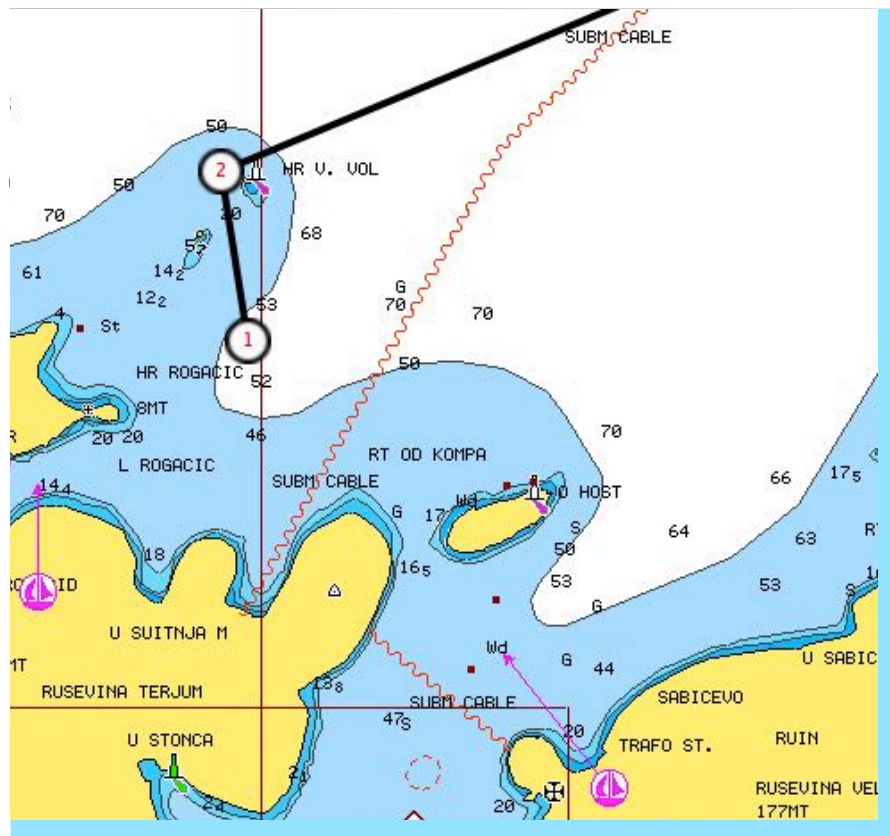 SUBM CABLE
50
2
HR V. VOL
50
20
70
68
57
61
14₂
G
12₂
53
70
70
4
St
1
50
HR ROGACIC
52
SMT
70
20 20
46
RT OD KOMPA
L ROGACIC
66
17₅
SUBM CABLE
14₄
Wd
O HOST
G
17
S
64
63
18
50
16₅
53
53
S
ID
G
U SUITNJA M
Wd
MT
G
44
U SABIC
RUSEVINA TERJUM
13₈
SUBM CABLE
SABICEVO
47
S
20
U STONCA
TRAFO ST.
RUIN
21
RUSEVINA VEL
24
20
177MT